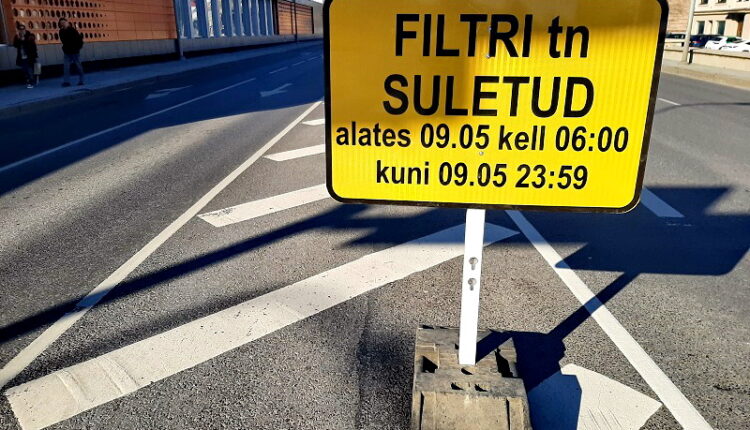 FILTRI tn
SULETUD
alates 09.05 kell 06:00
kuni 09.05 23:59